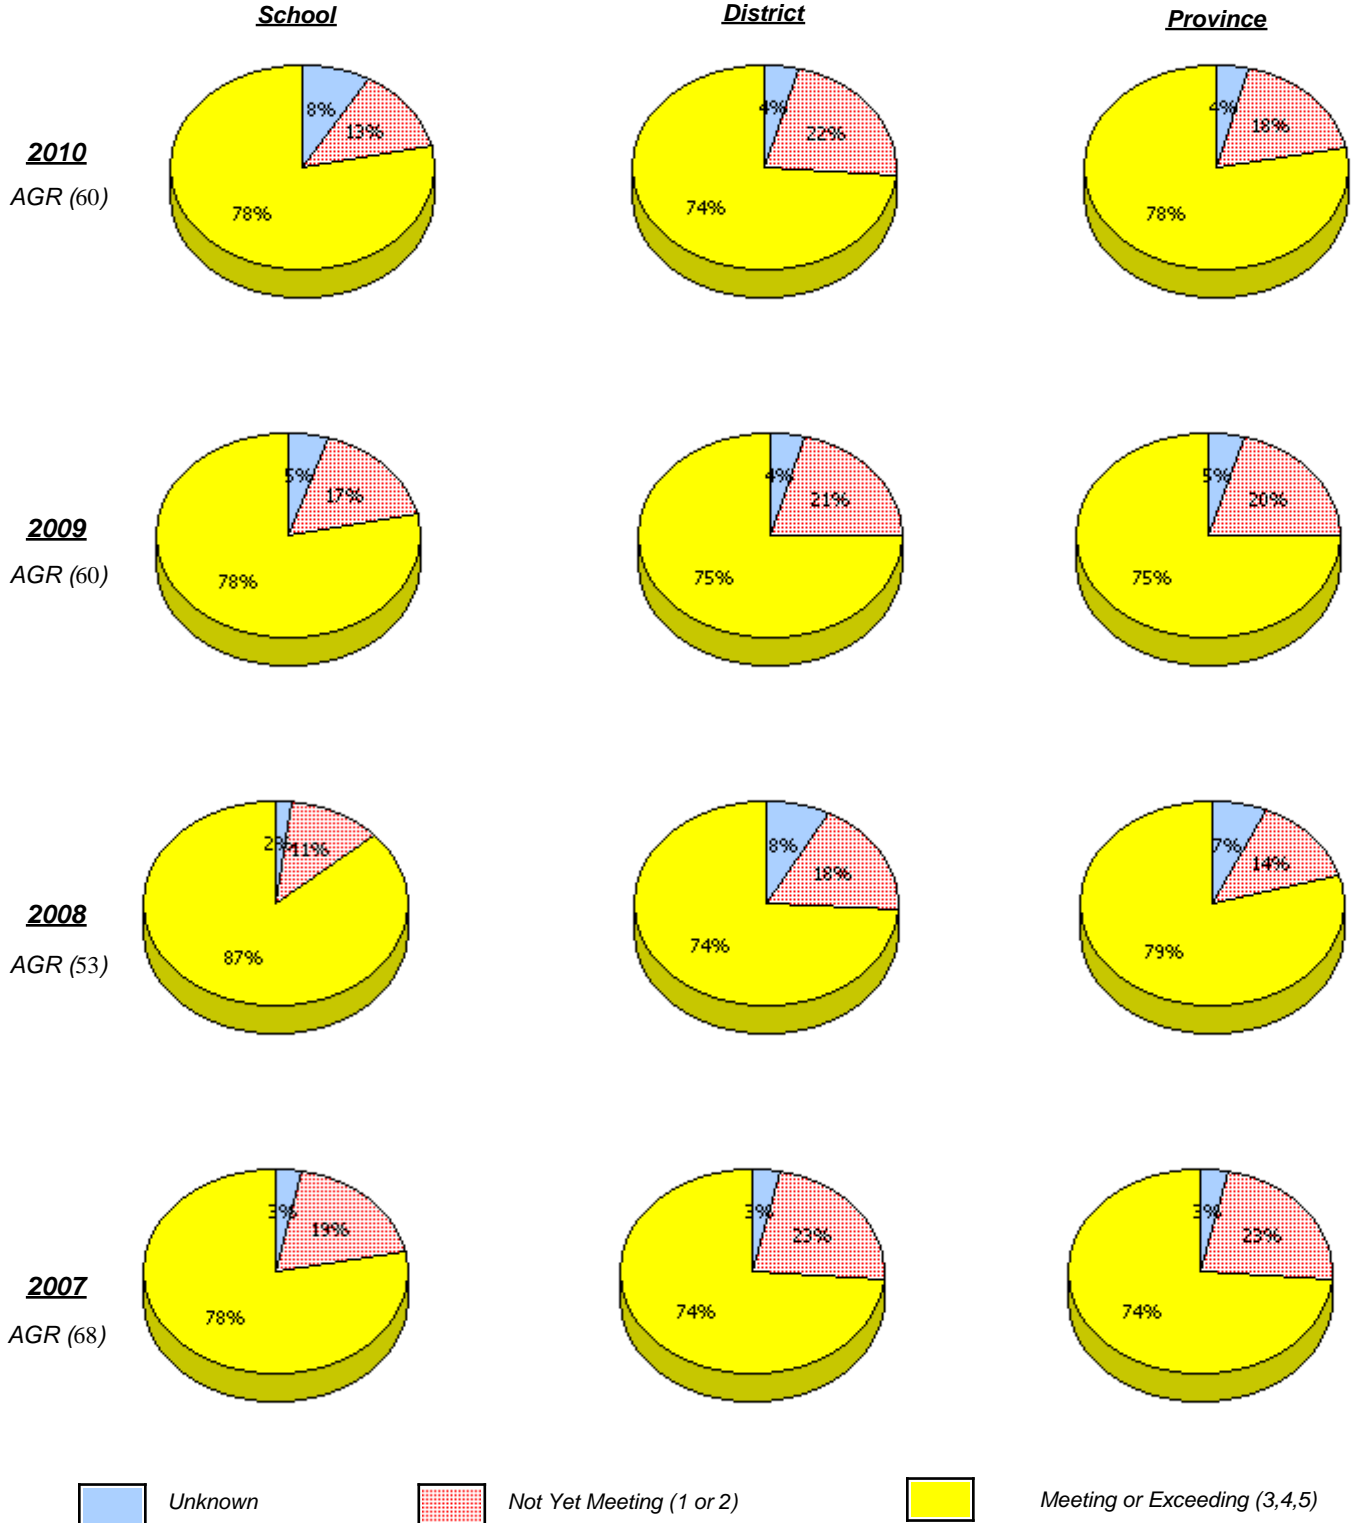 School District Province
8% 4% 4%
13% 22% 18%
2010
AGR (60)
78% 74% 78%
5% 4% 5%
17% 21% 20%
2009
AGR (60)
78% 75% 75%
2% 8% 7%
11% 18% 14%
2008
AGR (53)
87% 74% 79%
3% 3% 3%
19% 23% 23%
2007
AGR (68)
78% 74% 74%
Unknown Not Yet Meeting (1 or 2) Meeting or Exceeding (3,4,5)